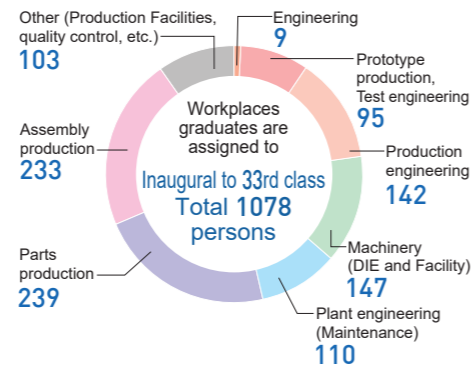 Other (Production Facilities,
quality control, etc.)
103
Engineering
9
Prototype
production,
Test engineering
95
Production
engineering
142
Machinery
(DIE and Facility)
147
Plant engineering
(Maintenance)
110
Parts
production
239
Assembly
production
233
Workplaces
graduates are
assigned to
Inaugural to 33rd class
Total 1078
persons